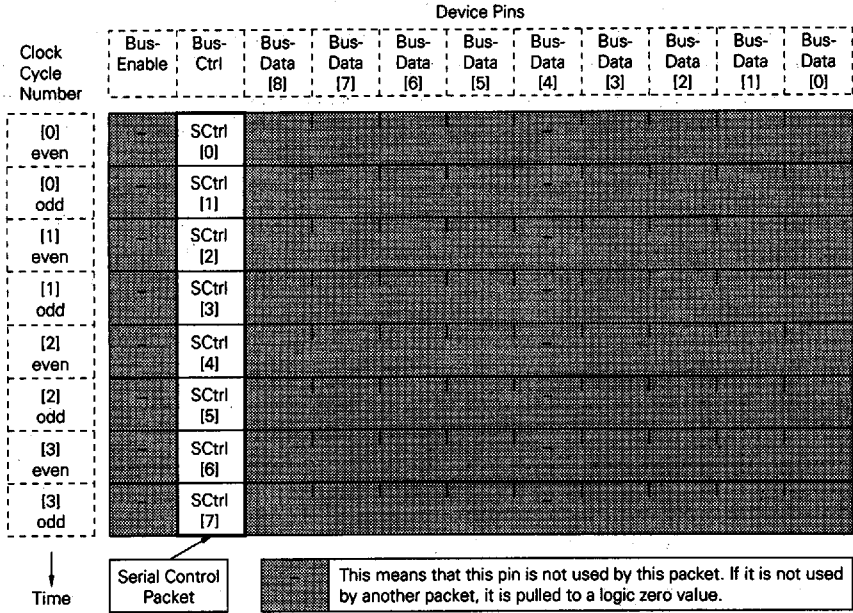 Device Pins
Clock
Cycle
Number
Bus-
Enable
Bus-
Ctrl
Bus-
Data
[8]
Bus-
Data
[7]
Bus-
Data
[6]
Bus-
Data
[5]
Bus-
Data
[4]
Bus-
Data
[3]
Bus-
Data
[2]
Bus-
Data
[1]
Bus-
Data
[0]
[0]
even
SCtrl
[0]
[0]
odd
SCtrl
[1]
[1]
even
SCtrl
[2]
[1]
odd
SCtrl
[3]
[2]
even
SCtrl
[4]
[2]
odd
SCtrl
[5]
[3]
even
SCtrl
[6]
[3]
odd
SCtrl
[7]
Time
Serial Control
Packet
This means that this pin is not used by this packet. If it is not used
by another packet, it is pulled to a logic zero value.